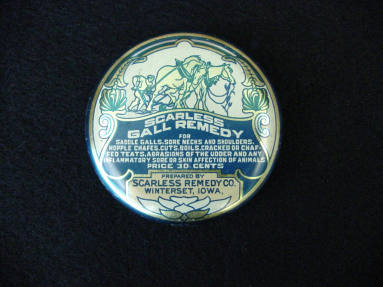 SCARLESS
GALL REMEDY
FOR
SADDLE GALLS, SORE NECKS AND SHOULDERS,
HOPPLE CHAFES, CUTS, BOILS, CRACKED OR CHAF-
FED TEATS, ABRASIONS OF THE UDDER AND ANY
INFLAMMATORY SORE OR SKIN AFFECTION OF ANIMALS
PRICE 30 CENTS
PREPARED BY
SCARLESS REMEDY CO.
WINTERSET, IOWA.